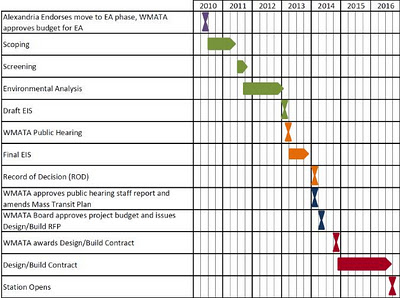 2010 2011 2012 2013 2014 2015 2016
Alexandria Endorses move to EA phase, WMATA
approves budget for EA
Scoping
Screening
Environmental Analysis
Draft EIS
WMATA Public Hearing
Final EIS
Record of Decision (ROD)
WMATA approves public hearing staff report and
amends Mass Transit Plan
WMATA Board approves project budget and issues
Design/Build RFP
WMATA awards Design/Build Contract
Design/Build Contract
Station Opens